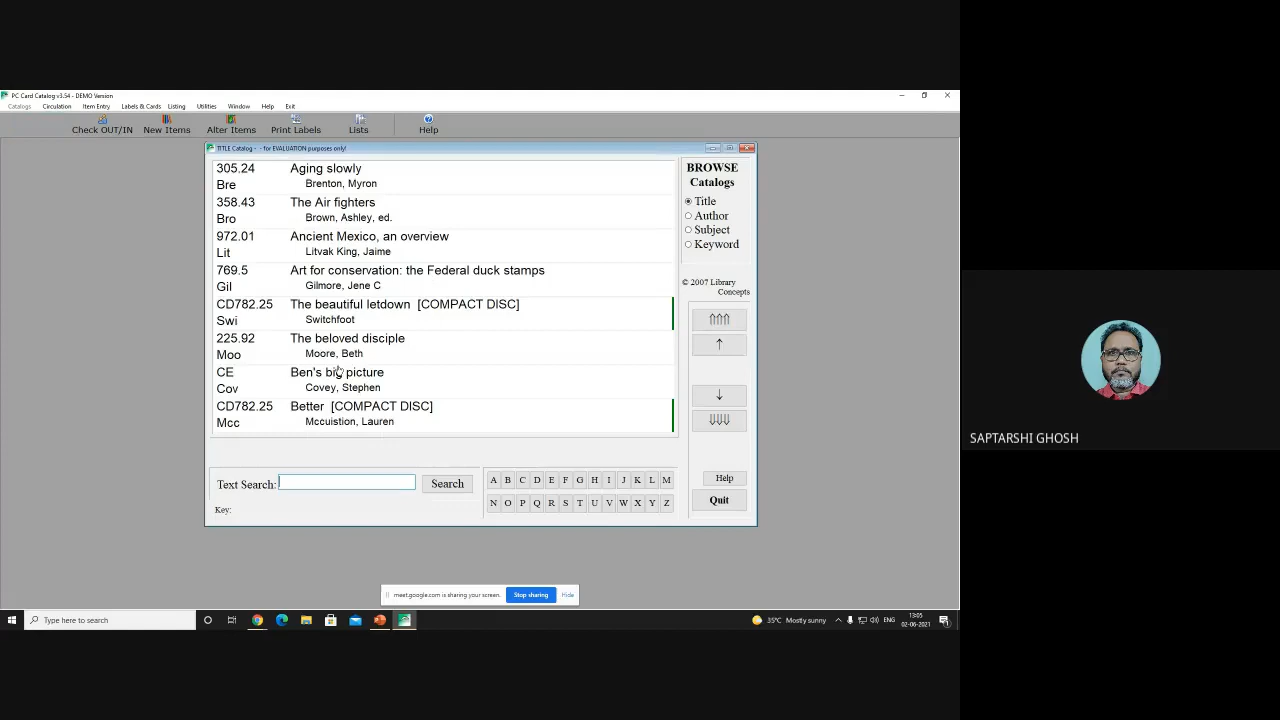 PC Card Catalog v3.54 - DEMO Version
Catalogs Circulation Item Entry Labels & Cards Listing Utilities Window Help Exit
Check OUT/IN New Items Alter Items Print Labels Lists Help
TITLE Catalog - - for EVALUATION purposes only!
305.24 Aging slowly
Bre Brenton, Myron
358.43 The Air fighters
Bro Brown, Ashley, ed.
972.01 Ancient Mexico, an overview
Lit Litvak King, Jaime
769.5 Art for conservation: the Federal duck stamps
Gil Gilmore, Jene C
CD782.25 The beautiful letdown [COMPACT DISC]
Swi Switchfoot
225.92 The beloved disciple
Moo Moore, Beth
CE Ben's big picture
Cov Covey, Stephen
CD782.25 Better [COMPACT DISC]
Mcc Mccuistion, Lauren
BROWSE
Catalogs
Title
Author
Subject
Keyword
© 2007 Library
Concepts
Text Search: Search
Key:
A B C D E F G H I J K L M
N O P Q R S T U V W X Y Z
Help
Quit
meet.google.com is sharing your screen. Stop sharing Hide
Type here to search
35°C Mostly sunny
ENG
13:05
02-06-2021
SAPTARSHI GHOSH